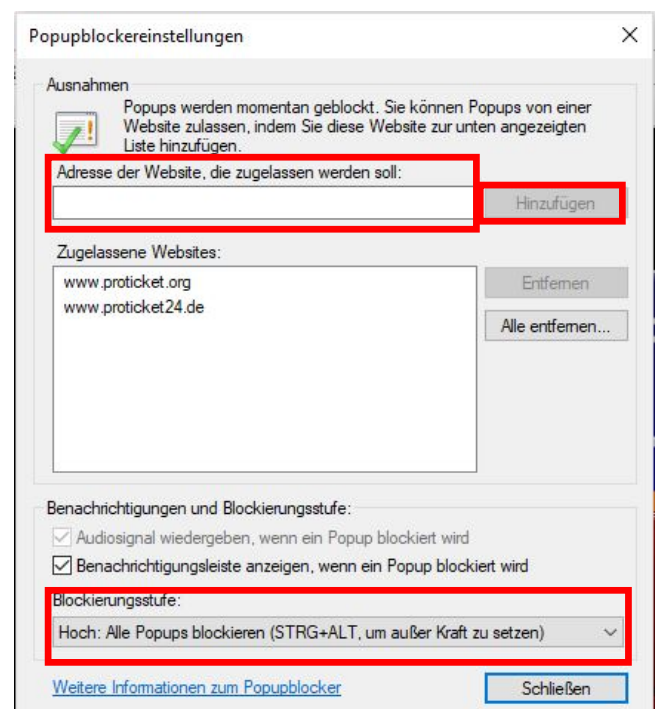 Popupblockereinstellungen
Ausnahmen
Popups werden momentan geblockt. Sie können Popups von einer
Website zulassen, indem Sie diese Website zur unten angezeigten
Liste hinzufügen.
Adresse der Website, die zugelassen werden soll:
Hinzufügen
Zugelassene Websites:
www.proticket.org
www.proticket24.de
Entfernen
Alle entfernen...
Benachrichtigungen und Blockierungsstufe:
Audiosignal wiedergeben, wenn ein Popup blockiert wird
Benachrichtigungsleiste anzeigen, wenn ein Popup blockiert wird
Blockierungsstufe:
Hoch: Alle Popups blockieren (STRG+ALT, um außer Kraft zu setzen)
Weitere Informationen zum Popupblocker
Schließen